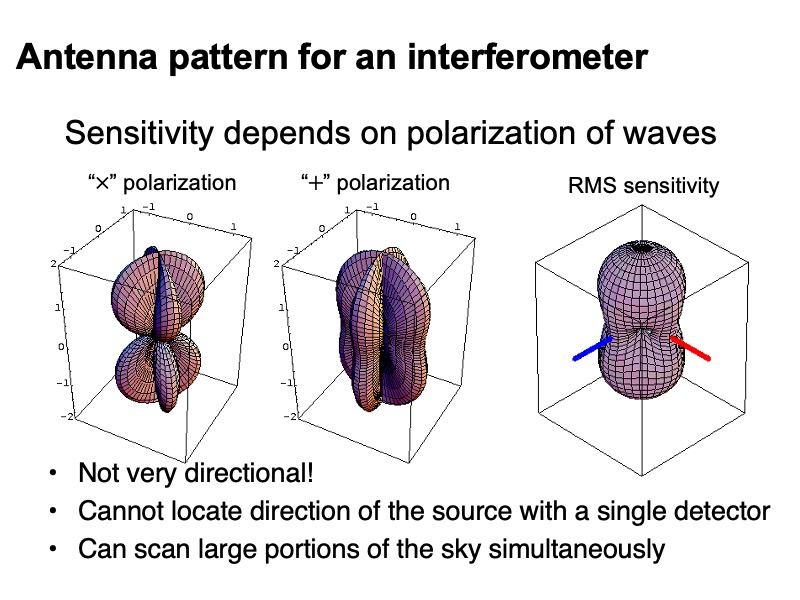 Antenna pattern for an interferometer
Sensitivity depends on polarization of waves
“×” polarization
“+” polarization
RMS sensitivity
-1
0
1
-1
0
1
2
1
0
-1
-2
-1
0
1
-1
0
1
2
1
0
-1
-2
• Not very directional!
• Cannot locate direction of the source with a single detector
• Can scan large portions of the sky simultaneously